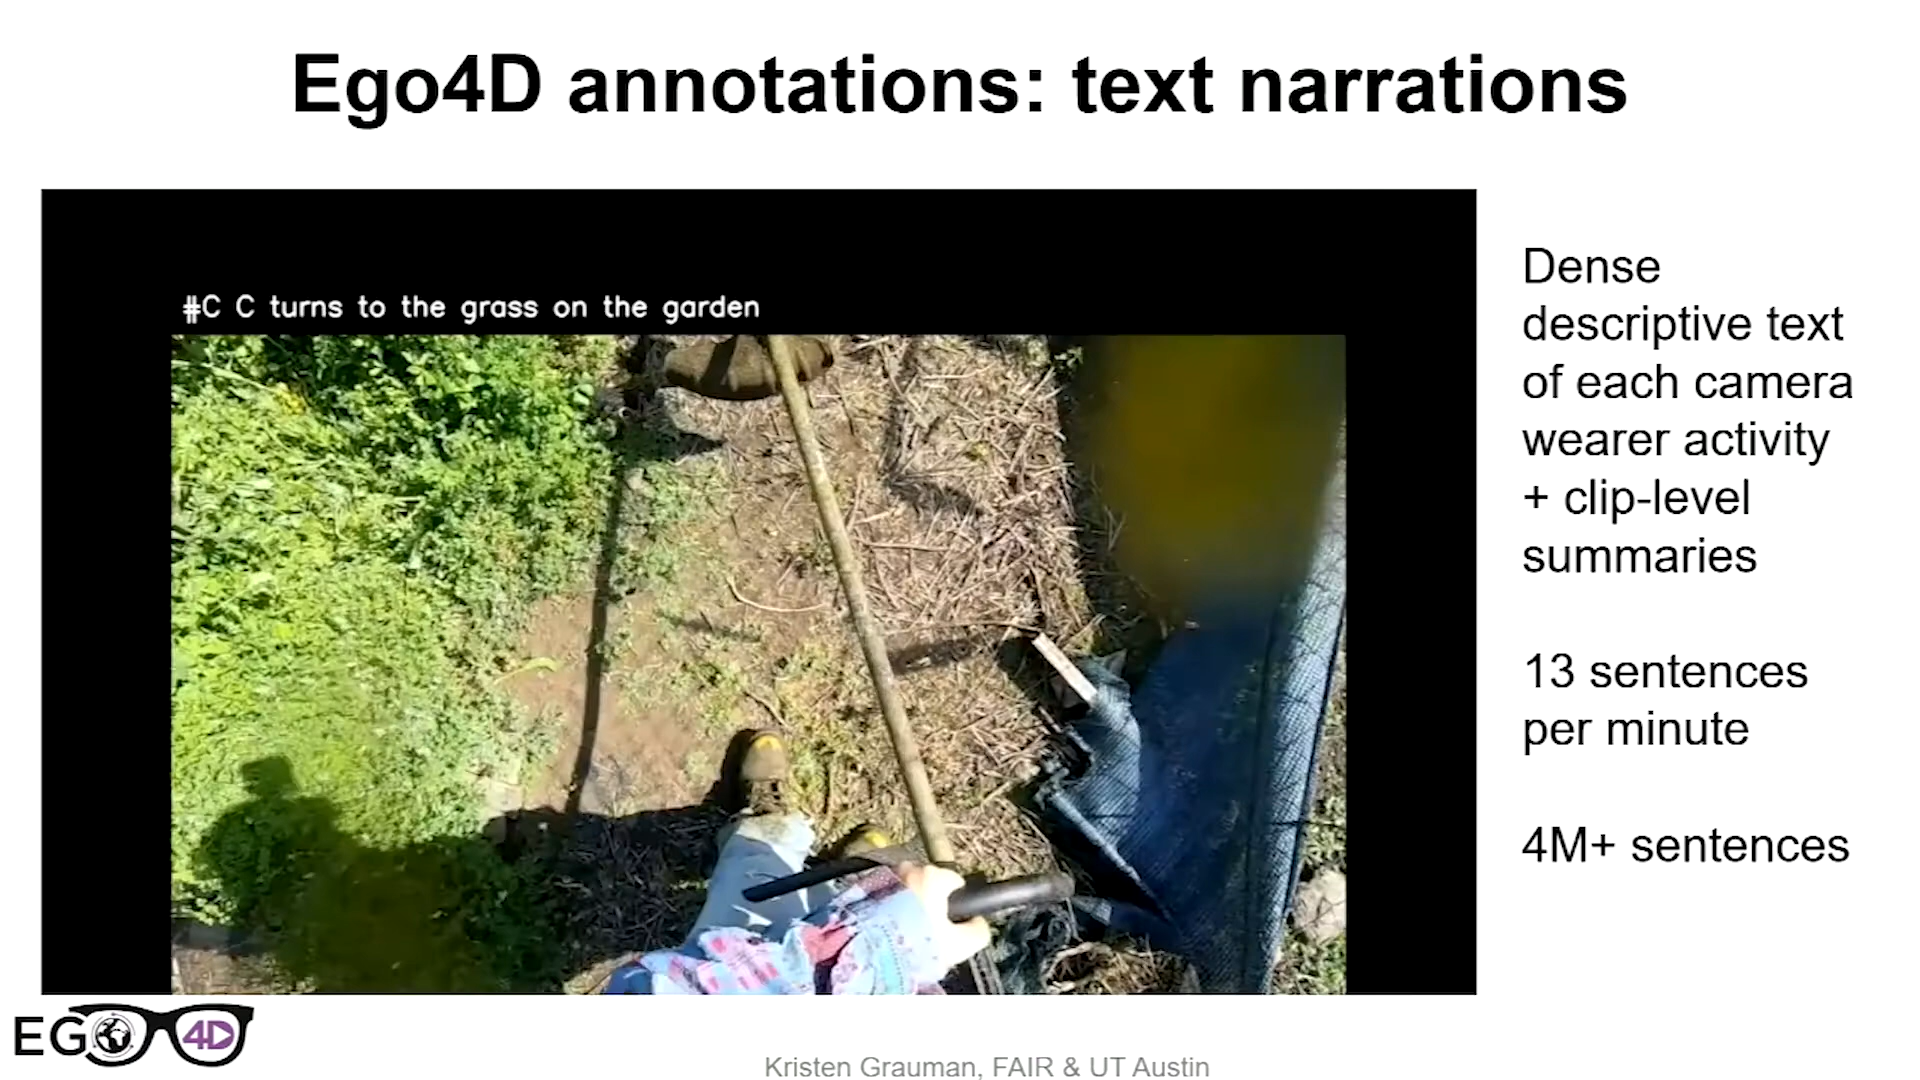 Ego4D annotations: text narrations
#C C turns to the grass on the garden
Dense
descriptive text
of each camera
wearer activity
+ clip-level
summaries
13 sentences
per minute
4M+ sentences
EGO 4D
Kristen Grauman, FAIR & UT Austin